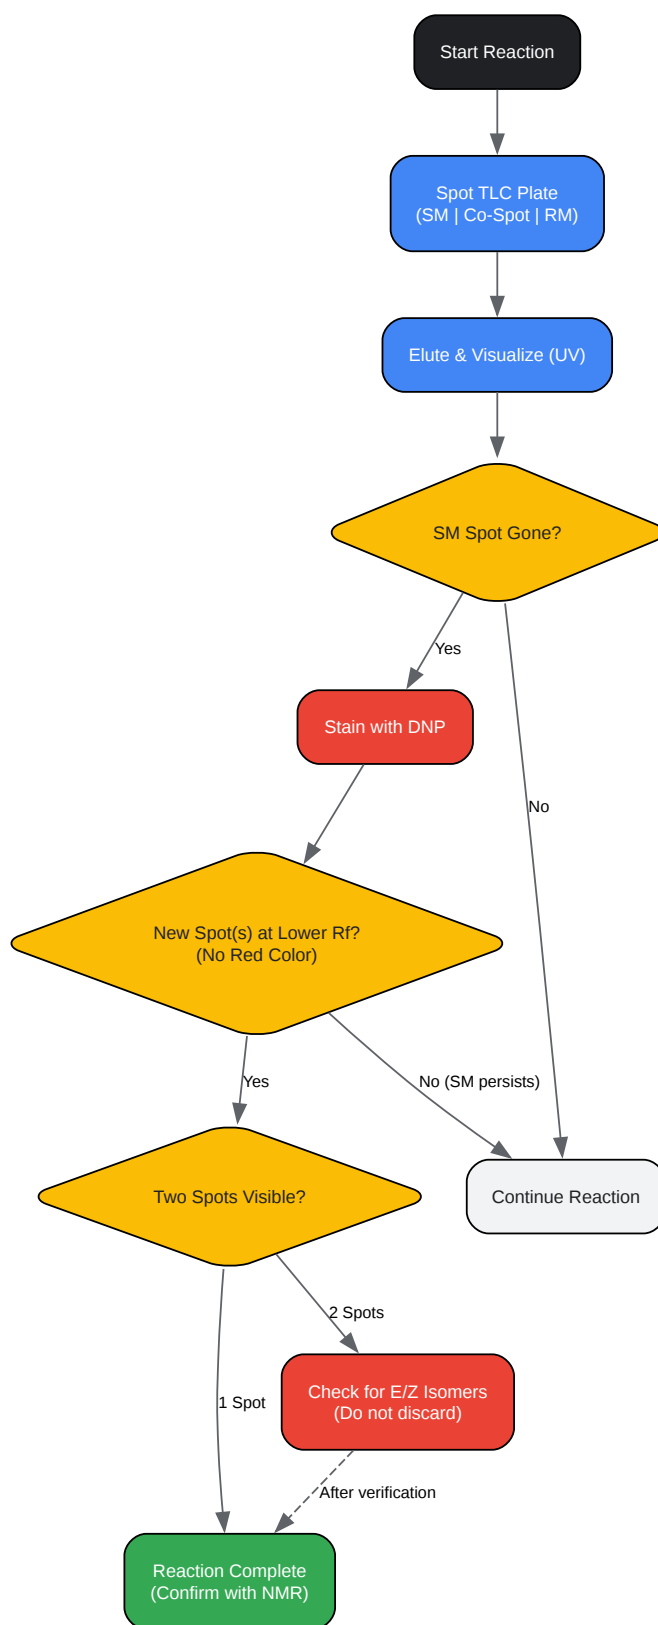 Start Reaction
Spot TLC Plate
(SM | Co-Spot | RM)
Elute & Visualize (UV)
SM Spot Gone?
Yes
Stain with DNP
No
New Spot(s) at Lower Rf?
(No Red Color)
Yes
No (SM persists)
Two Spots Visible?
Continue Reaction
2 Spots
Check for E/Z Isomers
(Do not discard)
1 Spot
After verification
Reaction Complete
(Confirm with NMR)